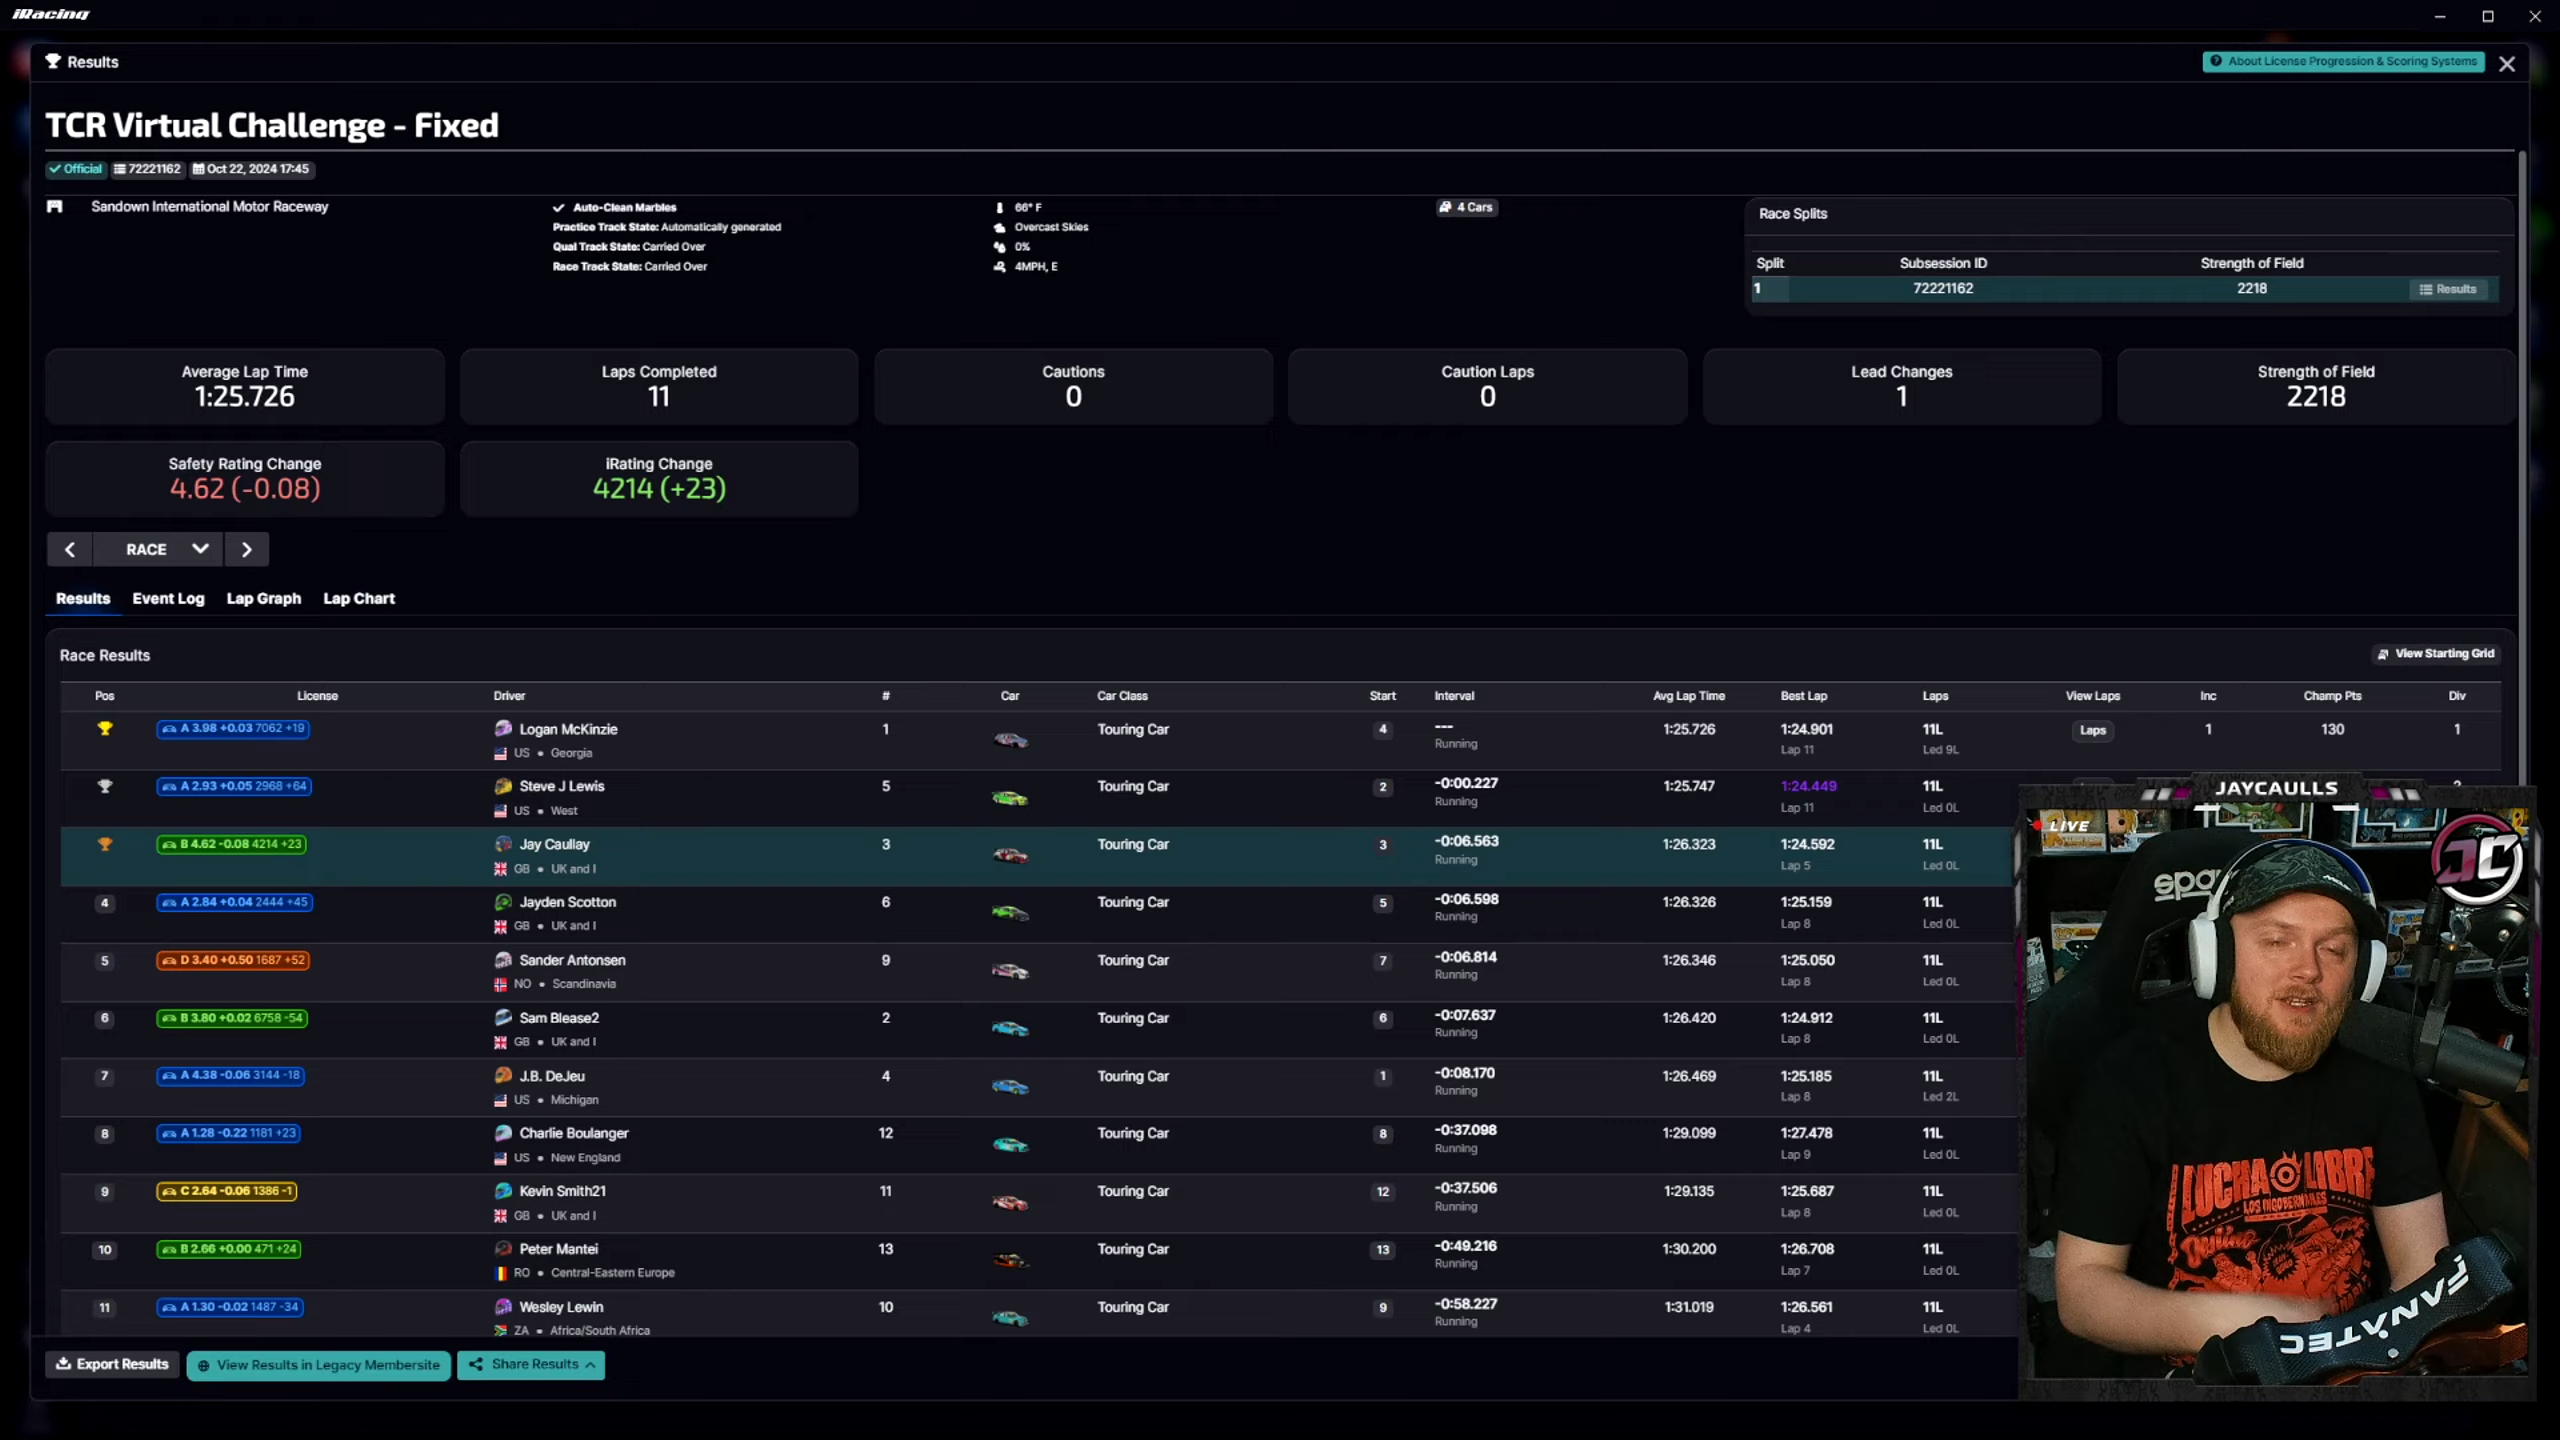 iRacing
Results
About License Progression & Scoring Systems
TCR Virtual Challenge - Fixed
Official 72221162 Oct 22, 2024 17:45
Sandown International Motor Raceway
Auto-Clean Marbles
Practice Track State: Automatically generated
Qual Track State: Carried Over
Race Track State: Carried Over
66° F
Overcast Skies
0%
4MPH, E
4 Cars
Race Splits
Split Subsession ID Strength of Field
1 72221162 2218 Results
Average Lap Time
1:25.726
Laps Completed
11
Cautions
0
Caution Laps
0
Lead Changes
1
Strength of Field
2218
Safety Rating Change
4.62 (-0.08)
iRating Change
4214 (+23)
RACE
Results Event Log Lap Graph Lap Chart
Race Results
View Starting Grid
Pos License Driver # Car Car Class Start Interval Avg Lap Time Best Lap Laps View Laps Inc Champ Pts Div
A 3.98 +0.03 7062 +19 Logan McKinzie 1 Touring Car 4 --- 1:25.726 1:24.901 11L Laps 1 130 1
US • Georgia Running Lap 11 Led 9L
A 2.93 +0.05 2968 +64 Steve J Lewis 5 Touring Car 2 -0:00.227 1:25.747 1:24.449 11L
US • West Running Lap 11 Led 0L
B 4.62 -0.08 4214 +23 Jay Caullay 3 Touring Car 3 -0:06.563 1:26.323 1:24.592 11L
GB • UK and I Running Lap 5 Led 0L
4 A 2.84 +0.04 2444 +45 Jayden Scotton 6 Touring Car 5 -0:06.598 1:26.326 1:25.159 11L
GB • UK and I Running Lap 8 Led 0L
5 D 3.40 +0.50 1687 +52 Sander Antonsen 9 Touring Car 7 -0:06.814 1:26.346 1:25.050 11L
NO • Scandinavia Running Lap 8 Led 0L
6 B 3.80 +0.02 6758 -54 Sam Blease2 2 Touring Car 6 -0:07.637 1:26.420 1:24.912 11L
GB • UK and I Running Lap 8 Led 0L
7 A 4.38 -0.06 3144 -18 J.B. DeJeu 4 Touring Car 1 -0:08.170 1:26.469 1:25.185 11L
US • Michigan Running Lap 8 Led 2L
8 A 1.28 -0.22 1181 +23 Charlie Boulanger 12 Touring Car 8 -0:37.098 1:29.099 1:27.478 11L
US • New England Running Lap 9 Led 0L
9 C 2.64 -0.06 1386 -1 Kevin Smith21 11 Touring Car 12 -0:37.506 1:29.135 1:25.687 11L
GB • UK and I Running Lap 8 Led 0L
10 B 2.66 +0.00 471 +24 Peter Mantei 13 Touring Car 13 -0:49.216 1:30.200 1:26.708 11L
RO • Central-Eastern Europe Running Lap 7 Led 0L
11 A 1.30 -0.02 1487 -34 Wesley Lewin 10 Touring Car 9 -0:58.227 1:31.019 1:26.561 11L
ZA • Africa/South Africa Running Lap 4 Led 0L
Export Results View Results in Legacy Membersite Share Results
JAYCAULLS
LIVE
JC
LUCHA LIBRE
FANATEC